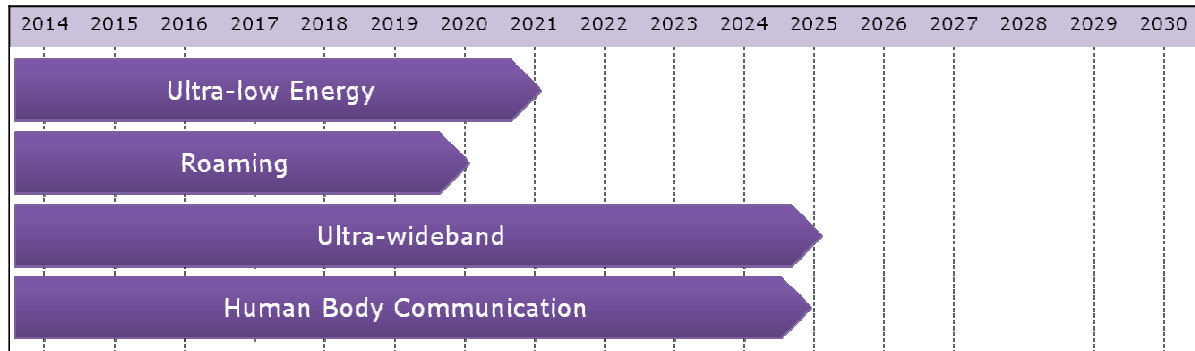 2014 2015 2016 2017 2018 2019 2020 2021 2022 2023 2024 2025 2026 2027 2028 2029 2030
Ultra-low Energy
Roaming
Ultra-wideband
Human Body Communication